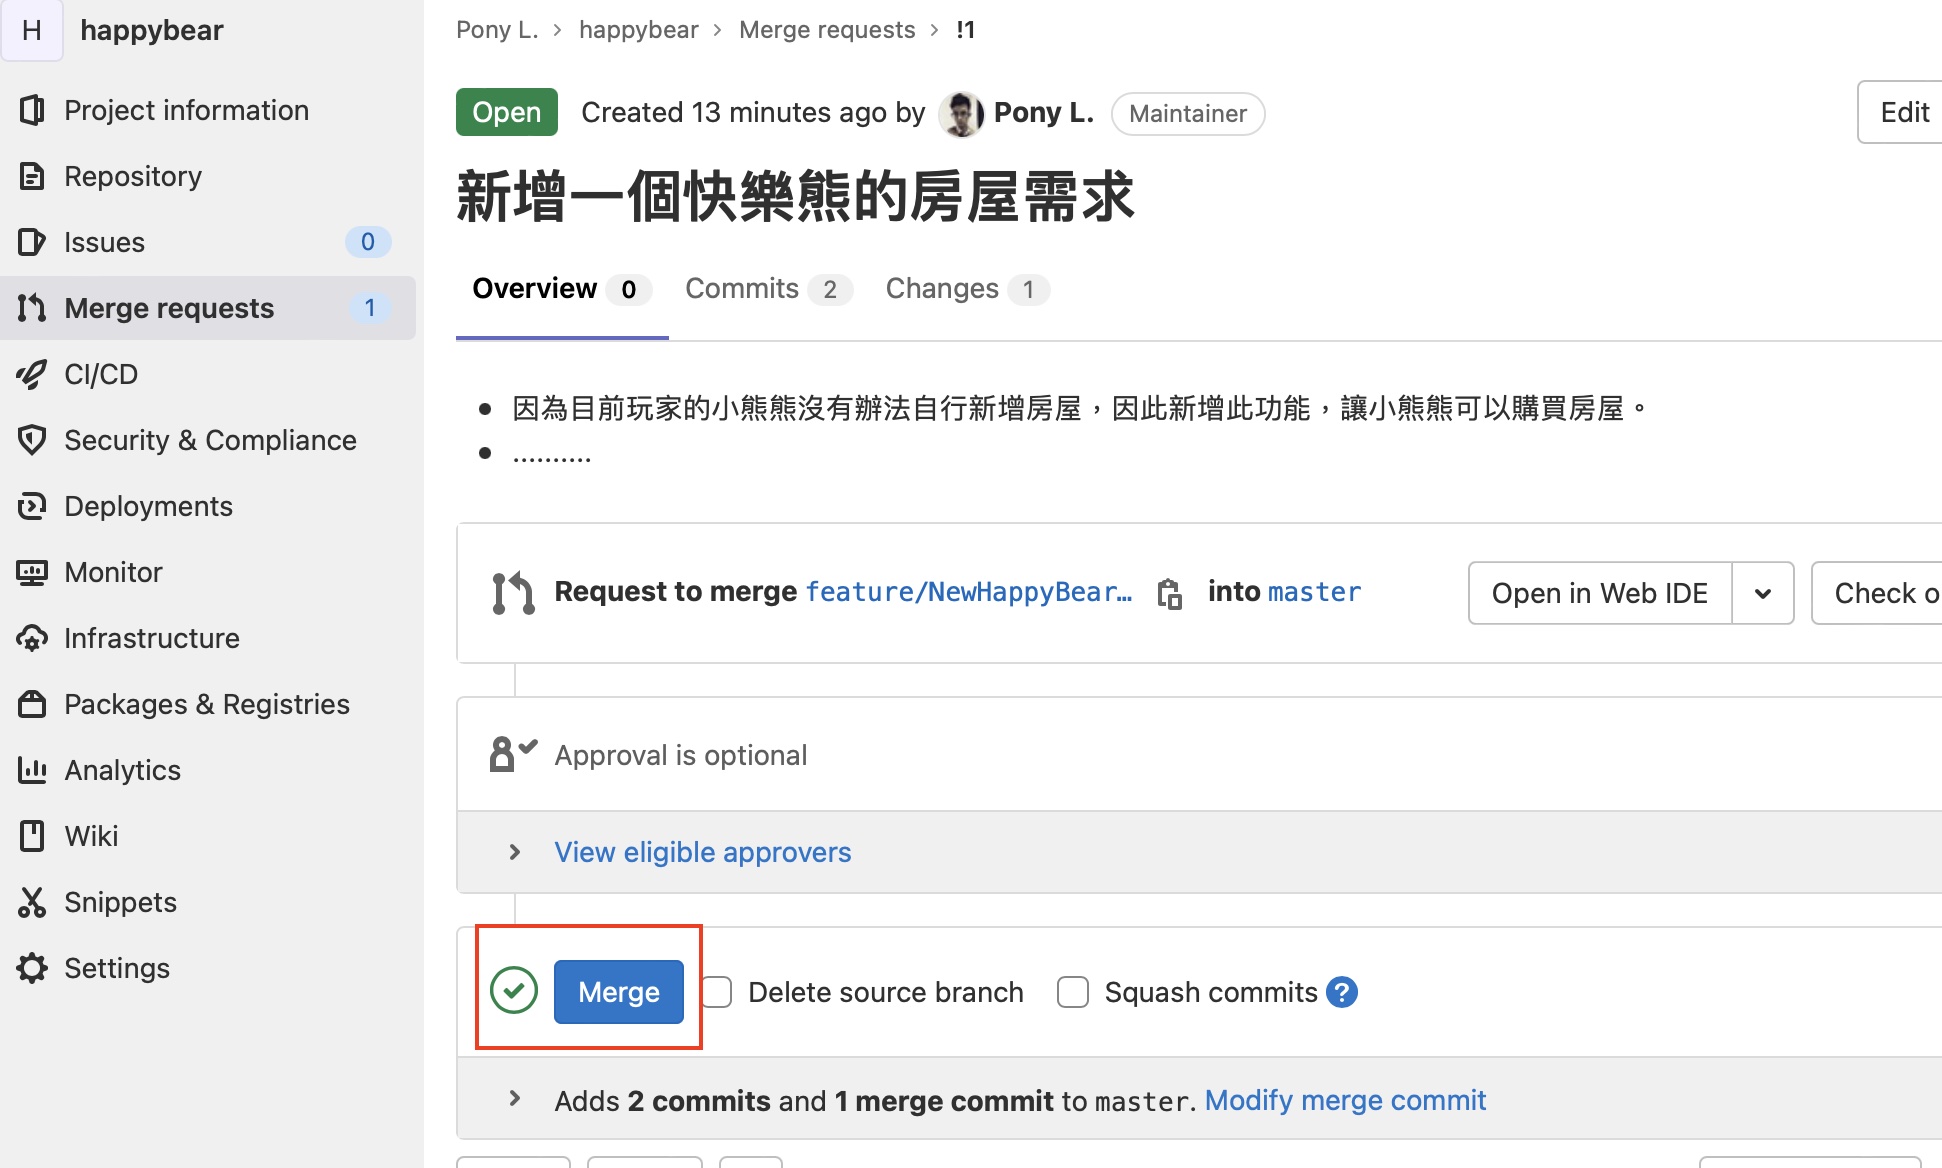 H happybear
Project information
Repository
Issues 0
Merge requests 1
CI/CD
Security & Compliance
Deployments
Monitor
Infrastructure
Packages & Registries
Analytics
Wiki
Snippets
Settings
Pony L. > happybear > Merge requests > !1
Open Created 13 minutes ago by Pony L. Maintainer
Edit
新增一個快樂熊的房屋需求
Overview 0 Commits 2 Changes 1
因為目前玩家的小熊熊沒有辦法自行新增房屋，因此新增此功能，讓小熊熊可以購買房屋。
..........
Request to merge feature/NewHappyBear… into master
Open in Web IDE
Check o
Approval is optional
View eligible approvers
Merge Delete source branch Squash commits ?
Adds 2 commits and 1 merge commit to master. Modify merge commit